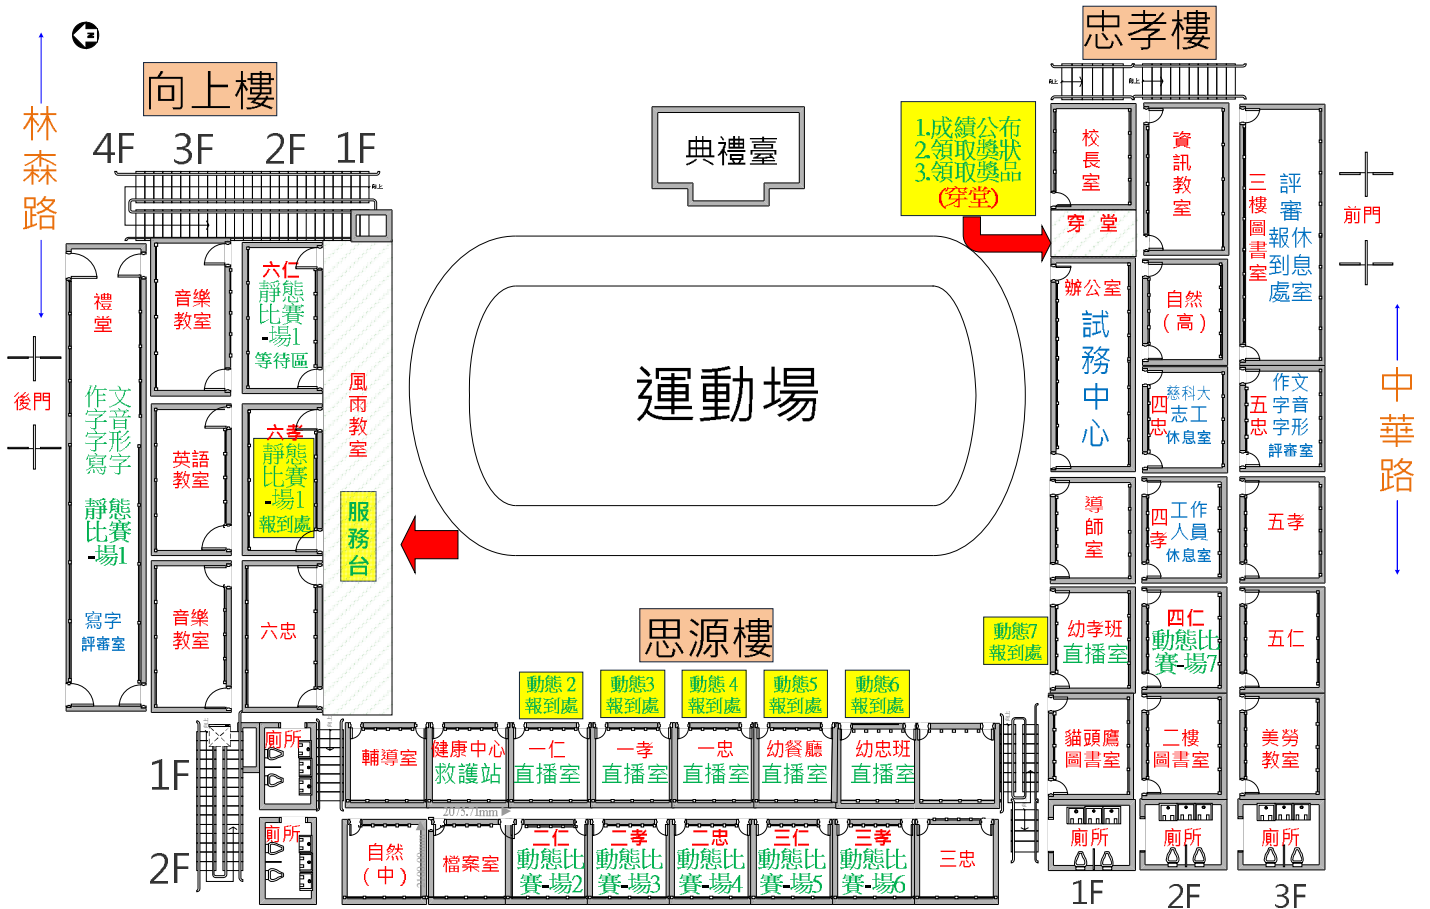 忠孝樓
向上樓
4F
3F
2F
1F
林森路
後門
典禮臺
1.成績公布
2.領取獎狀
3.領取獎品
(穿堂)
運動場
前門
中華路
禮堂
作文
字音
字形
寫字
靜態
比賽
-場1
寫字
評審室
音樂
教室
英語
教室
音樂
教室
六仁
靜態
比賽
-場1
等待區
六孝
靜態
比賽
-場1
報到處
六忠
風雨教室
服務台
校長室
穿堂
辦公室
試務中心
導師室
幼孝班
直播室
貓頭鷹
圖書室
廁所
1F
資訊教室
自然
(高)
四忠
慈科大
志工
休息室
四孝
工作
人員
休息室
四仁
動態比
賽-場7
二樓
圖書室
廁所
2F
三樓圖書室
評審報到處
休息室
五忠
作文
字音
字形
評審室
五孝
五仁
美勞
教室
廁所
3F
動態7
報到處
思源樓
動態2
報到處
動態3
報到處
動態4
報到處
動態5
報到處
動態6
報到處
1F
廁所
輔導室
健康中心
救護站
一仁
直播室
一孝
直播室
一忠
直播室
幼餐廳
直播室
幼忠班
直播室
2075.71mm
2F
廁所
自然
(中)
檔案室
二仁
動態比
賽-場2
二孝
動態比
賽-場3
二忠
動態比
賽-場4
三仁
動態比
賽-場5
三孝
動態比
賽-場6
三忠